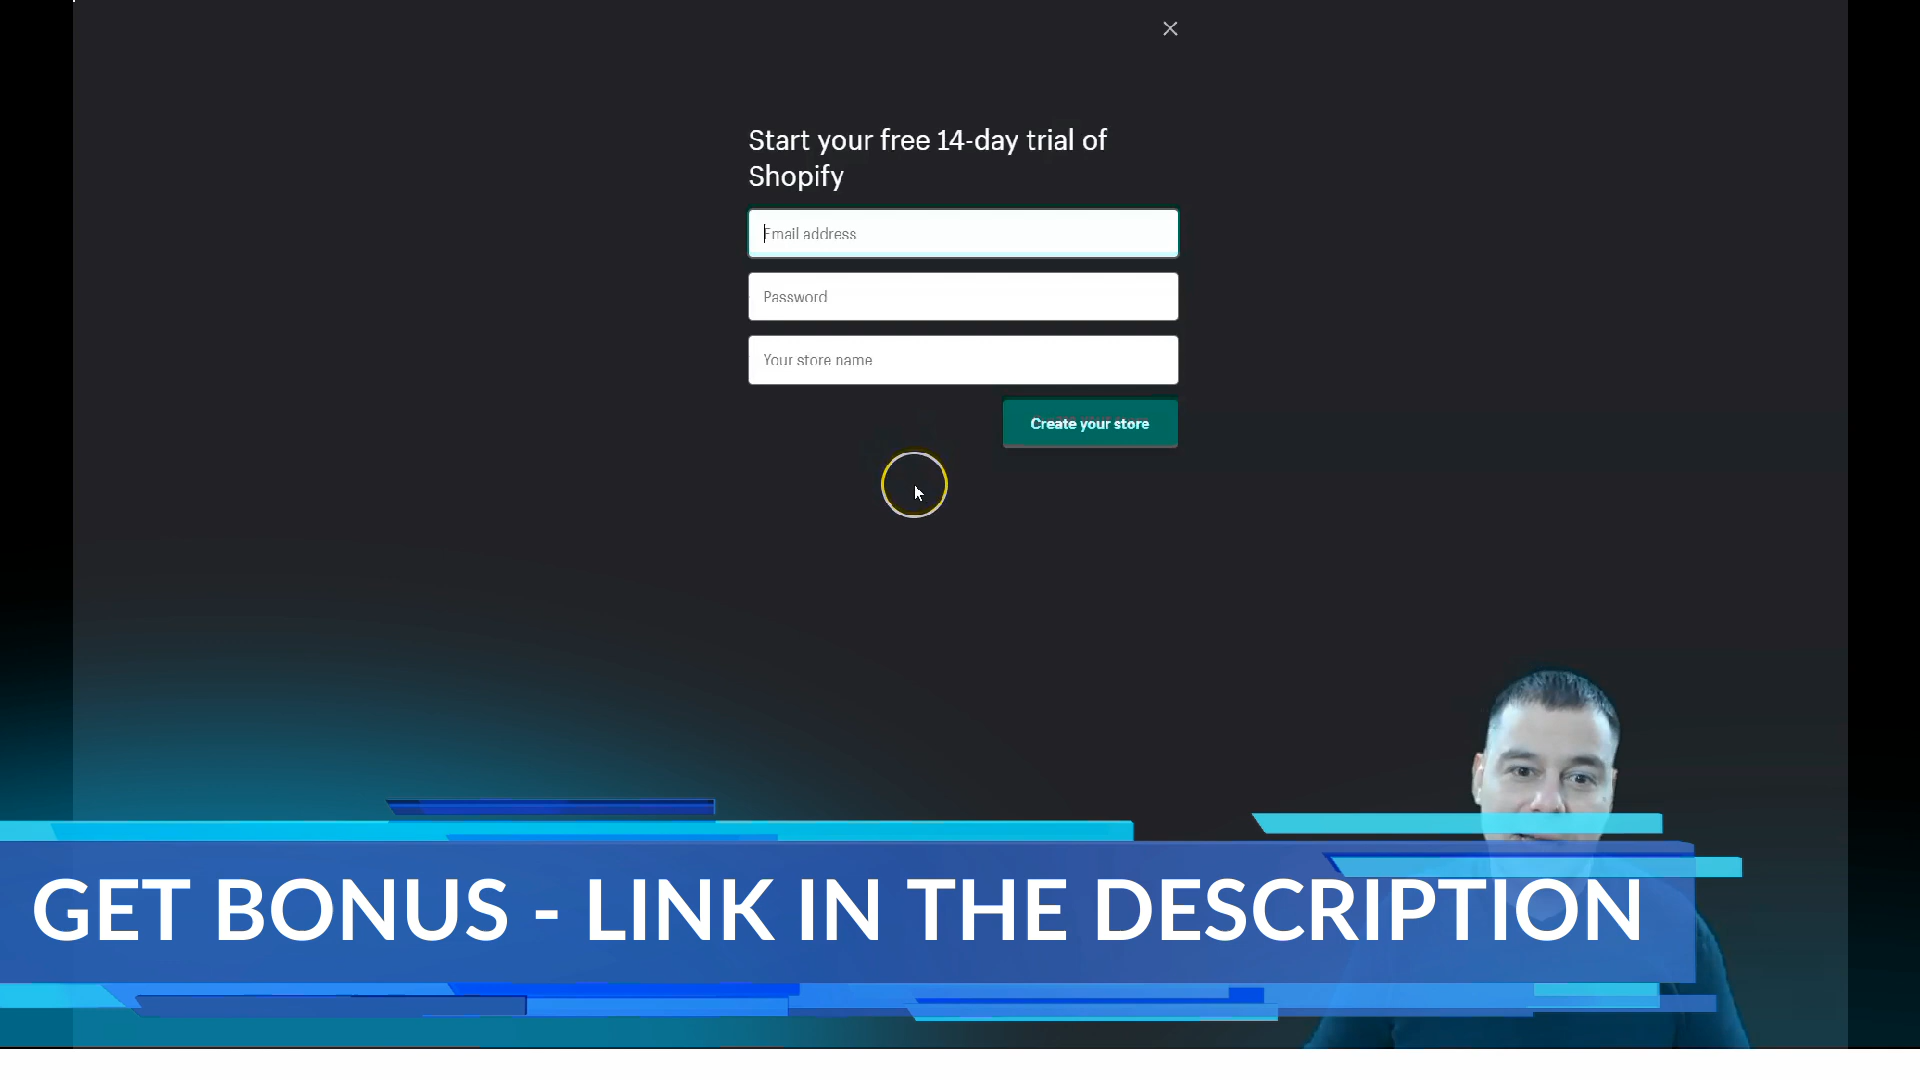 Start your free 14-day trial of
Shopify
Email address
Password
Your store name
Create your store
GET BONUS - LINK IN THE DESCRIPTION